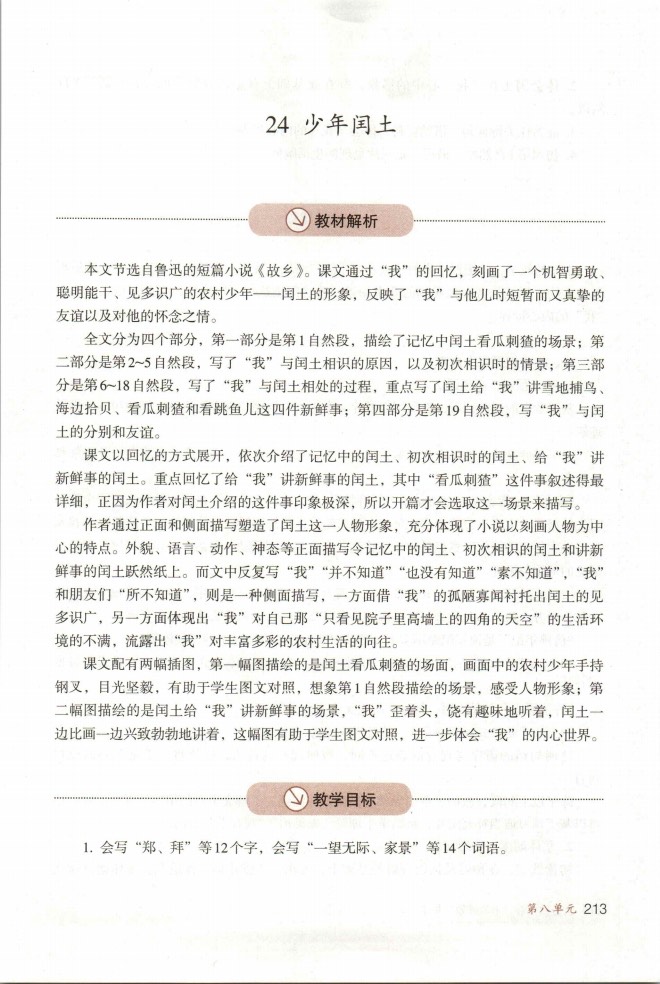 24 少年闰土
教材解析
本文节选自鲁迅的短篇小说《故乡》。课文通过“我”的回忆，刻画了一个机智勇敢、
聪明能干、见多识广的农村少年——闰土的形象，反映了“我”与他儿时短暂而又真挚的
友谊以及对他的怀念之情。
全文分为四个部分，第一部分是第1自然段，描绘了记忆中闰土看瓜刺猹的场景；第
二部分是第2~5自然段，写了“我”与闰土相识的原因，以及初次相识时的情景；第三部
分是第6~18自然段，写了“我”与闰土相处的过程，重点写了闰土给“我”讲雪地捕鸟、
海边拾贝、看瓜刺猹和看跳鱼儿这四件新鲜事；第四部分是第19自然段，写“我”与闰
土的分别和友谊。
课文以回忆的方式展开，依次介绍了记忆中的闰土、初次相识时的闰土、给“我”讲
新鲜事的闰土。重点回忆了给“我”讲新鲜事的闰土，其中“看瓜刺猹”这件事叙述得最
详细，正因为作者对闰土介绍的这件事印象极深，所以开篇才会选取这一场景来描写。
作者通过正面和侧面描写塑造了闰土这一人物形象，充分体现了小说以刻画人物为中
心的特点。外貌、语言、动作、神态等正面描写令记忆中的闰土、初次相识的闰土和讲新
鲜事的闰土跃然纸上。而文中反复写“我”“并不知道”“也没有知道”“素不知道”，“我”
和朋友们“所不知道”，则是一种侧面描写，一方面借“我”的孤陋寡闻衬托出闰土的见
多识广，另一方面体现出“我”对自己那“只看见院子里高墙上的四角的天空”的生活环
境的不满，流露出“我”对丰富多彩的农村生活的向往。
课文配有两幅插图，第一幅图描绘的是闰土看瓜刺猹的场面，画面中的农村少年手持
钢叉，目光坚毅，有助于学生图文对照，想象第1自然段描绘的场景，感受人物形象；第
二幅图描绘的是闰土给“我”讲新鲜事的场景，“我”歪着头，饶有趣味地听着，闰土一
边比画一边兴致勃勃地讲着，这幅图有助于学生图文对照，进一步体会“我”的内心世界。
教学目标
1. 会写“郑、拜”等12个字，会写“一望无际、家景”等14个词语。
第八单元 213